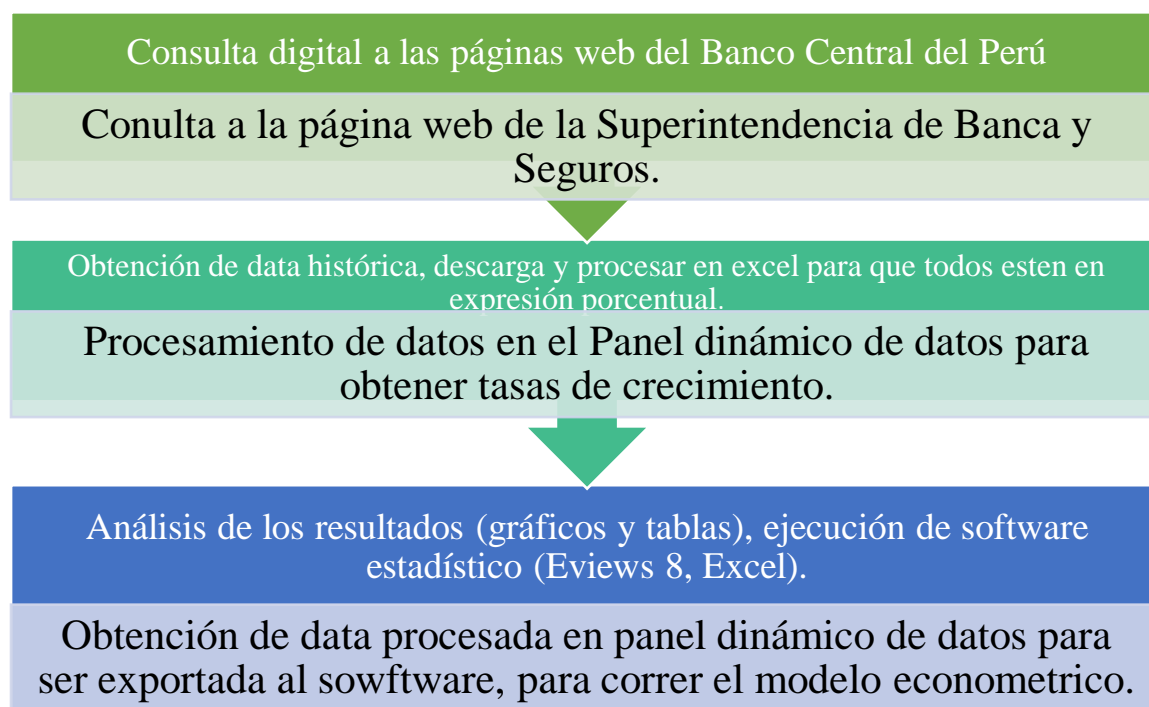 Consulta digital a las páginas web del Banco Central del Perú
Conulta a la página web de la Superintendencia de Banca y
Seguros.
Obtención de data histórica, descarga y procesar en excel para que todos esten en
expresión porcentual.
Procesamiento de datos en el Panel dinámico de datos para
obtener tasas de crecimiento.
Análisis de los resultados (gráficos y tablas), ejecución de software
estadístico (Eviews 8, Excel).
Obtención de data procesada en panel dinámico de datos para
ser exportada al sowftware, para correr el modelo econometrico.